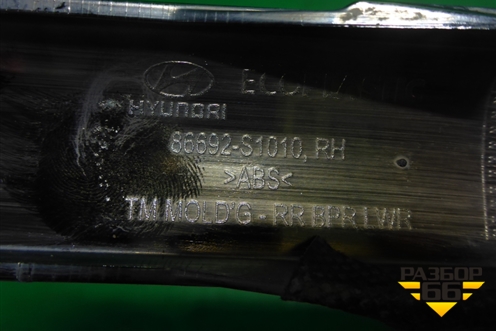 HYUNDAI
86692-S1010, RH
>ABS<
TM MOLD'G - RR BPR LWR
РАЗБОР
66